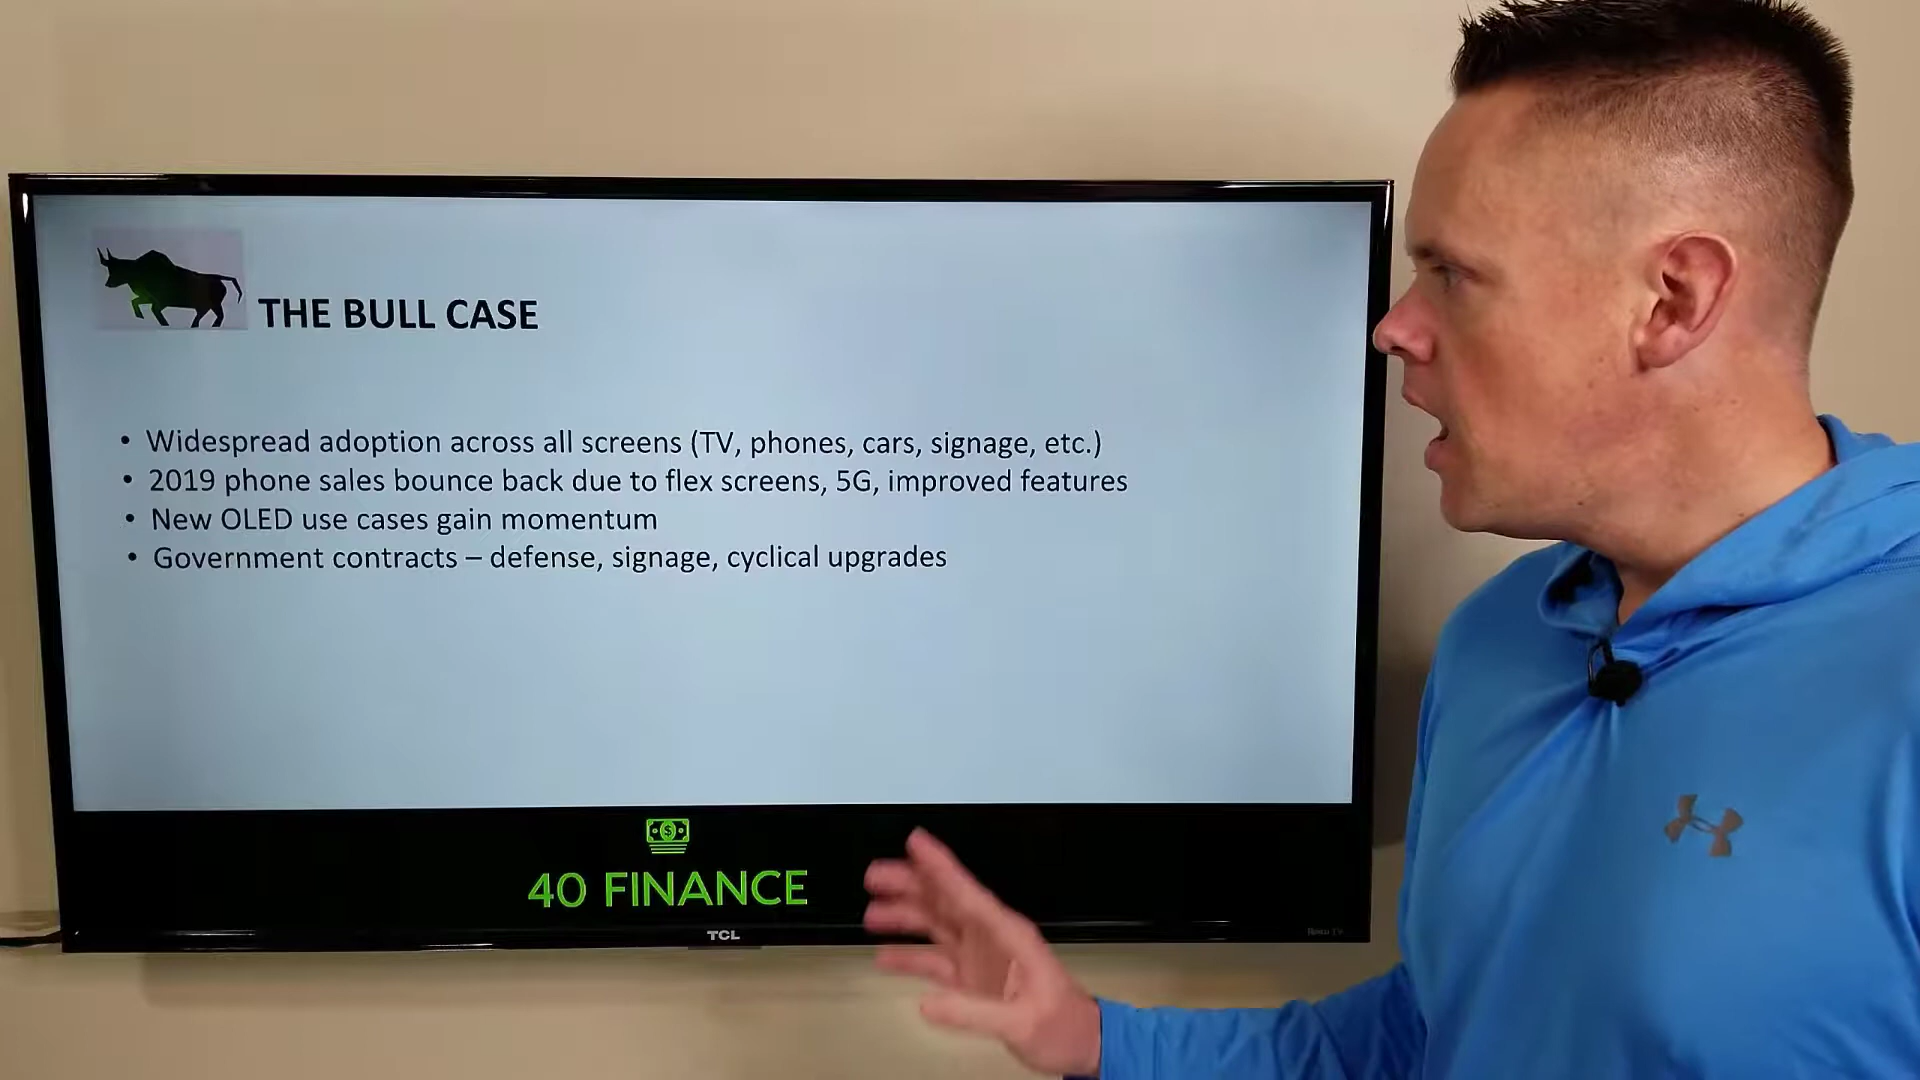 THE BULL CASE
• Widespread adoption across all screens (TV, phones, cars, signage, etc.)
• 2019 phone sales bounce back due to flex screens, 5G, improved features
• New OLED use cases gain momentum
• Government contracts – defense, signage, cyclical upgrades
40 FINANCE
TCL
Roku TV